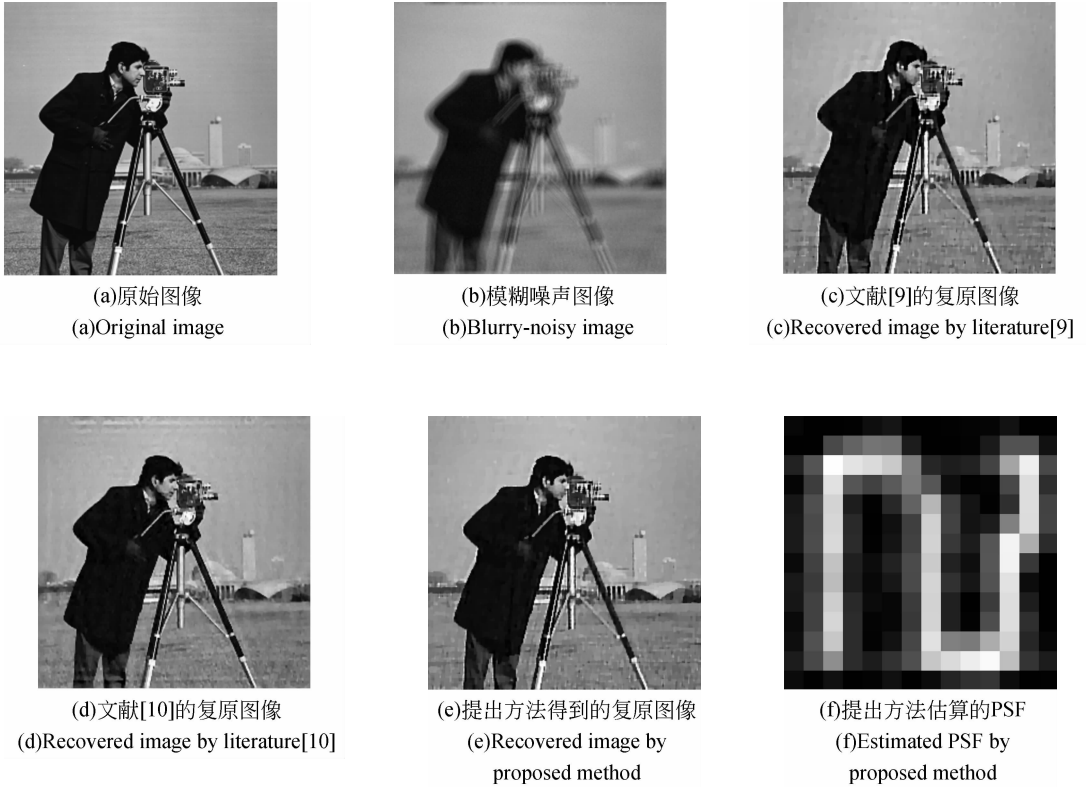 (a)原始图像
(a)Original image
(b)模糊噪声图像
(b)Blurry-noisy image
(c)文献[9]的复原图像
(c)Recovered image by literature[9]
(d)文献[10]的复原图像
(d)Recovered image by literature[10]
(e)提出方法得到的复原图像
(e)Recovered image by
proposed method
(f)提出方法估算的PSF
(f)Estimated PSF by
proposed method